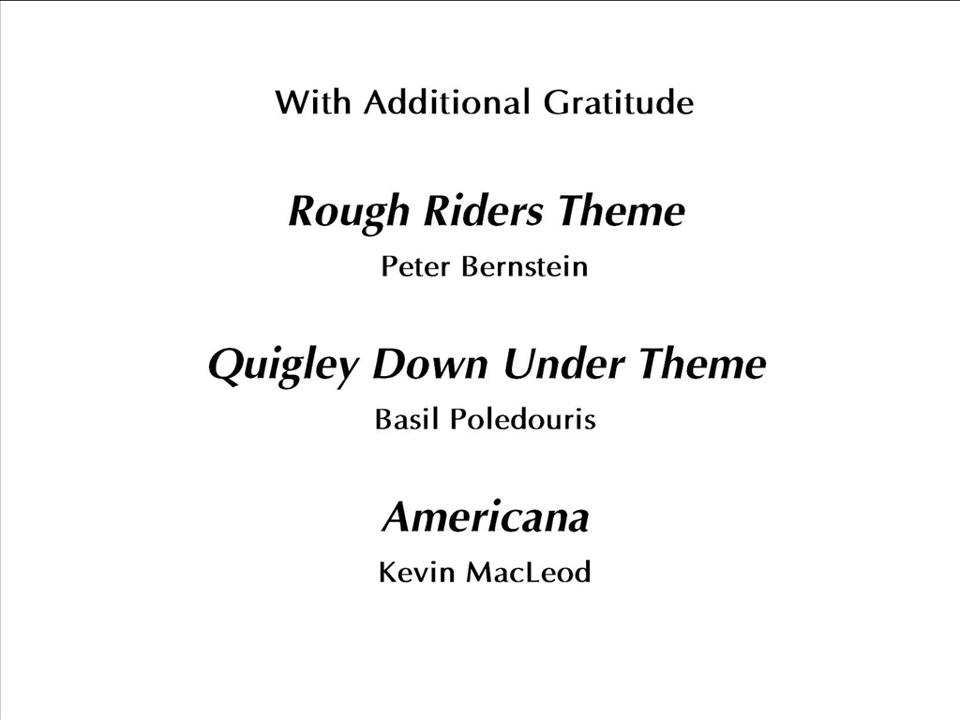 With Additional Gratitude
Rough Riders Theme
Peter Bernstein
Quigley Down Under Theme
Basil Poledouris
Americana
Kevin MacLeod